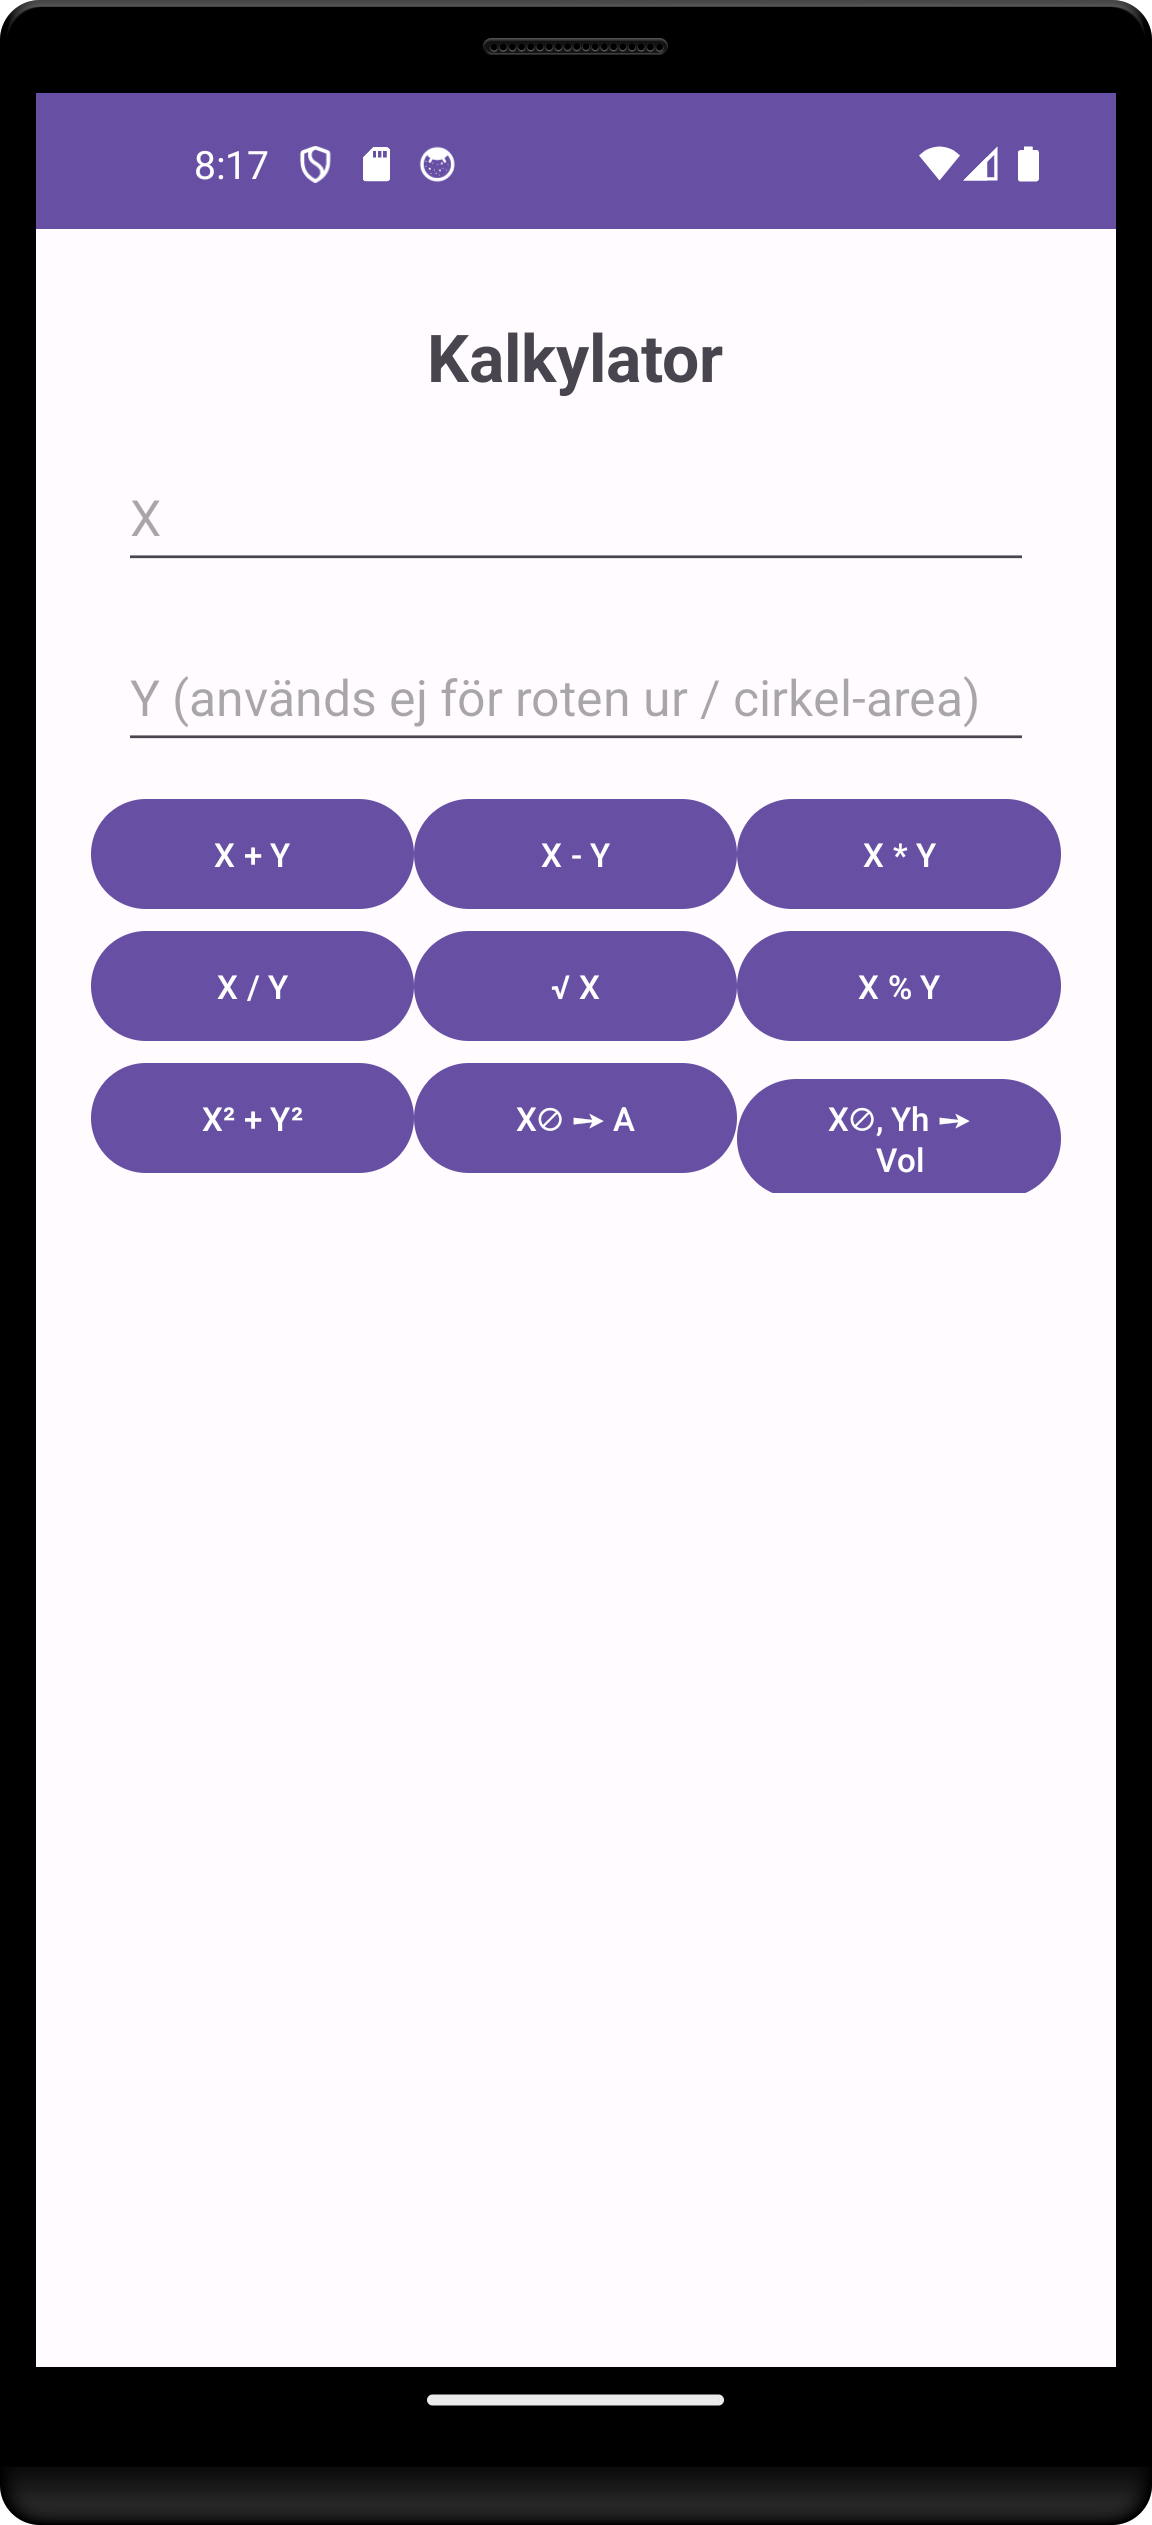 8:17
Kalkylator
X
Y (används ej för roten ur / cirkel-area)
X + Y
X - Y
X * Y
X / Y
√ X
X % Y
X² + Y²
X∅ ➛ A
X∅, Yh ➛
Vol